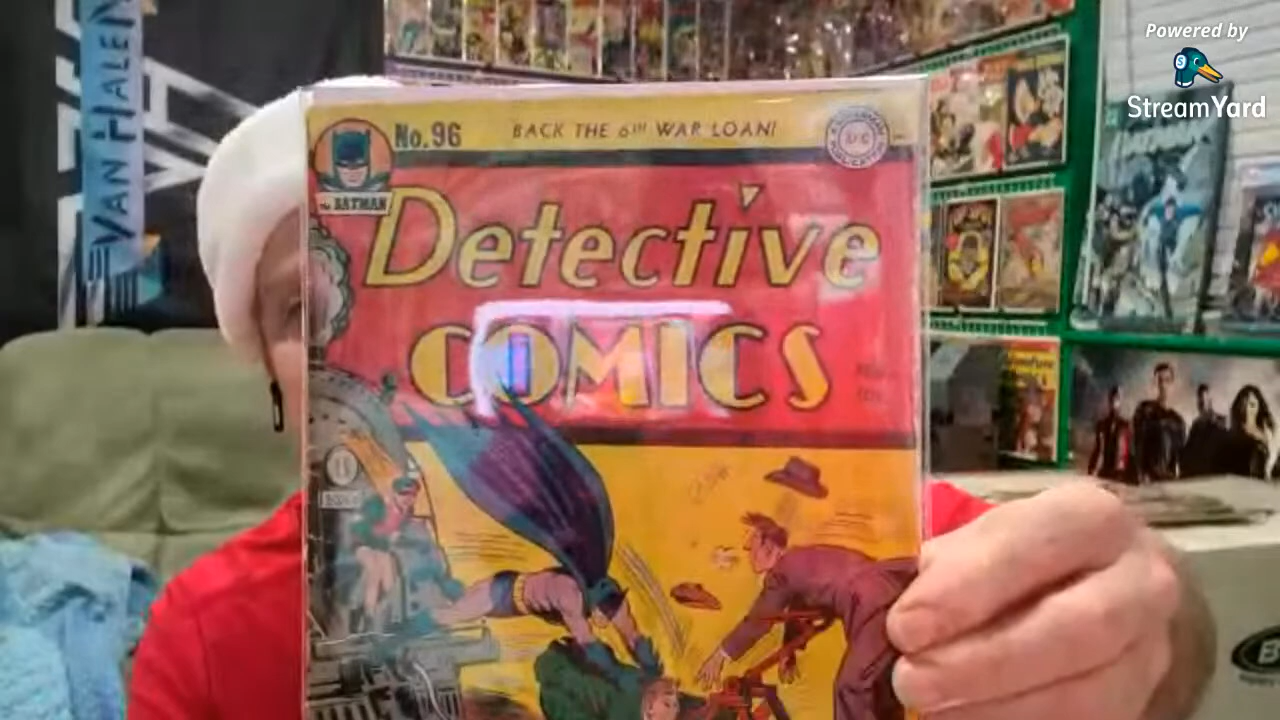 Powered by
StreamYard
VAN HALEN
No. 96
BACK THE 6TH WAR LOAN!
The BATMAN
Detective
COMICS